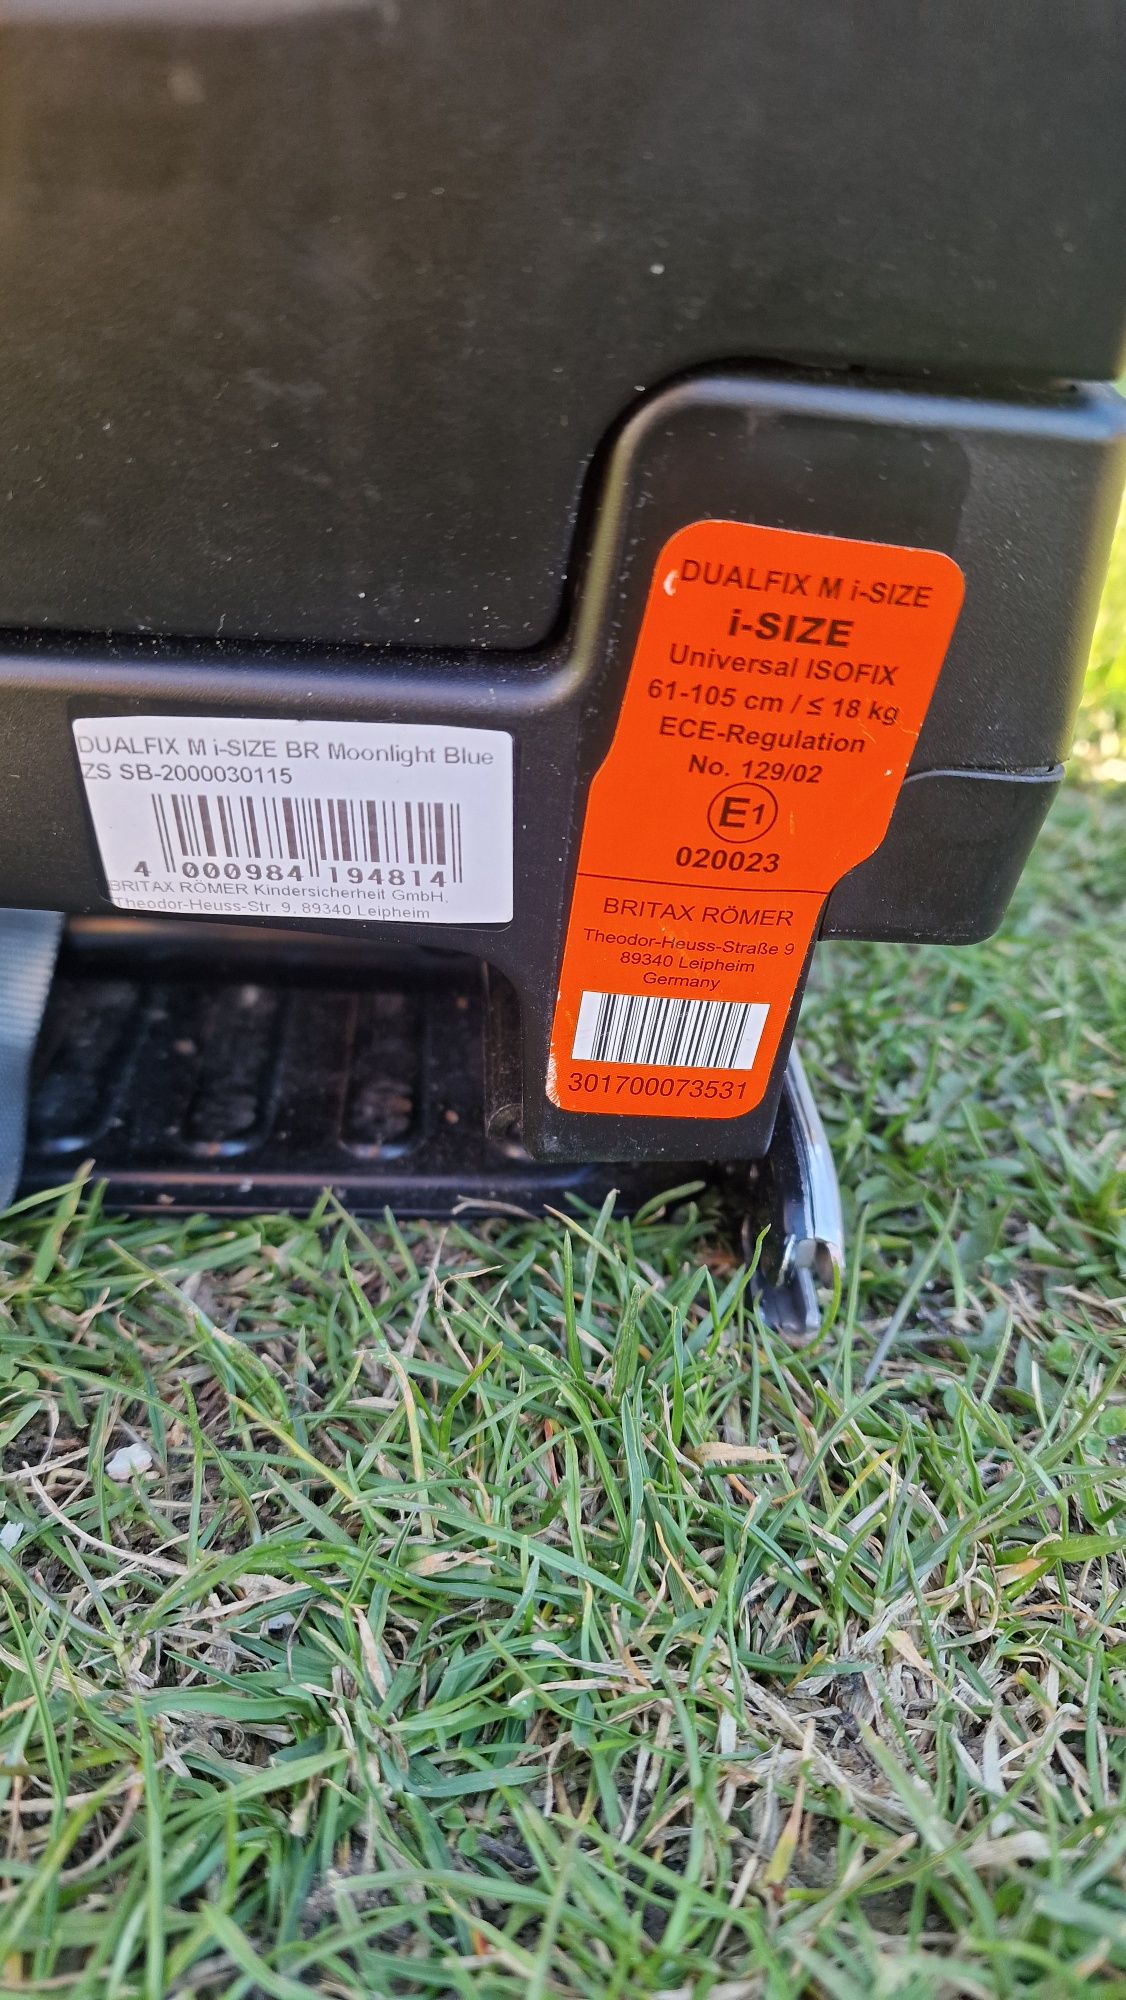 DUALFIX M i-SIZE BR Moonlight Blue
ZS SB-2000030115
4 000984 194814
BRITAX RÖMER Kindersicherheit GmbH,
Theodor-Heuss-Str. 9, 89340 Leipheim
DUALFIX M i-SIZE
i-SIZE
Universal ISOFIX
61-105 cm / ≤ 18 kg
ECE-Regulation
No. 129/02
E1
020023
BRITAX RÖMER
Theodor-Heuss-Straße 9
89340 Leipheim
Germany
301700073531